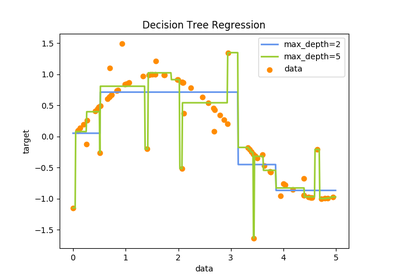 Decision Tree Regression
max_depth=2
max_depth=5
data
target
1.5
1.0
0.5
0.0
−0.5
−1.0
−1.5
0 1 2 3 4 5
data